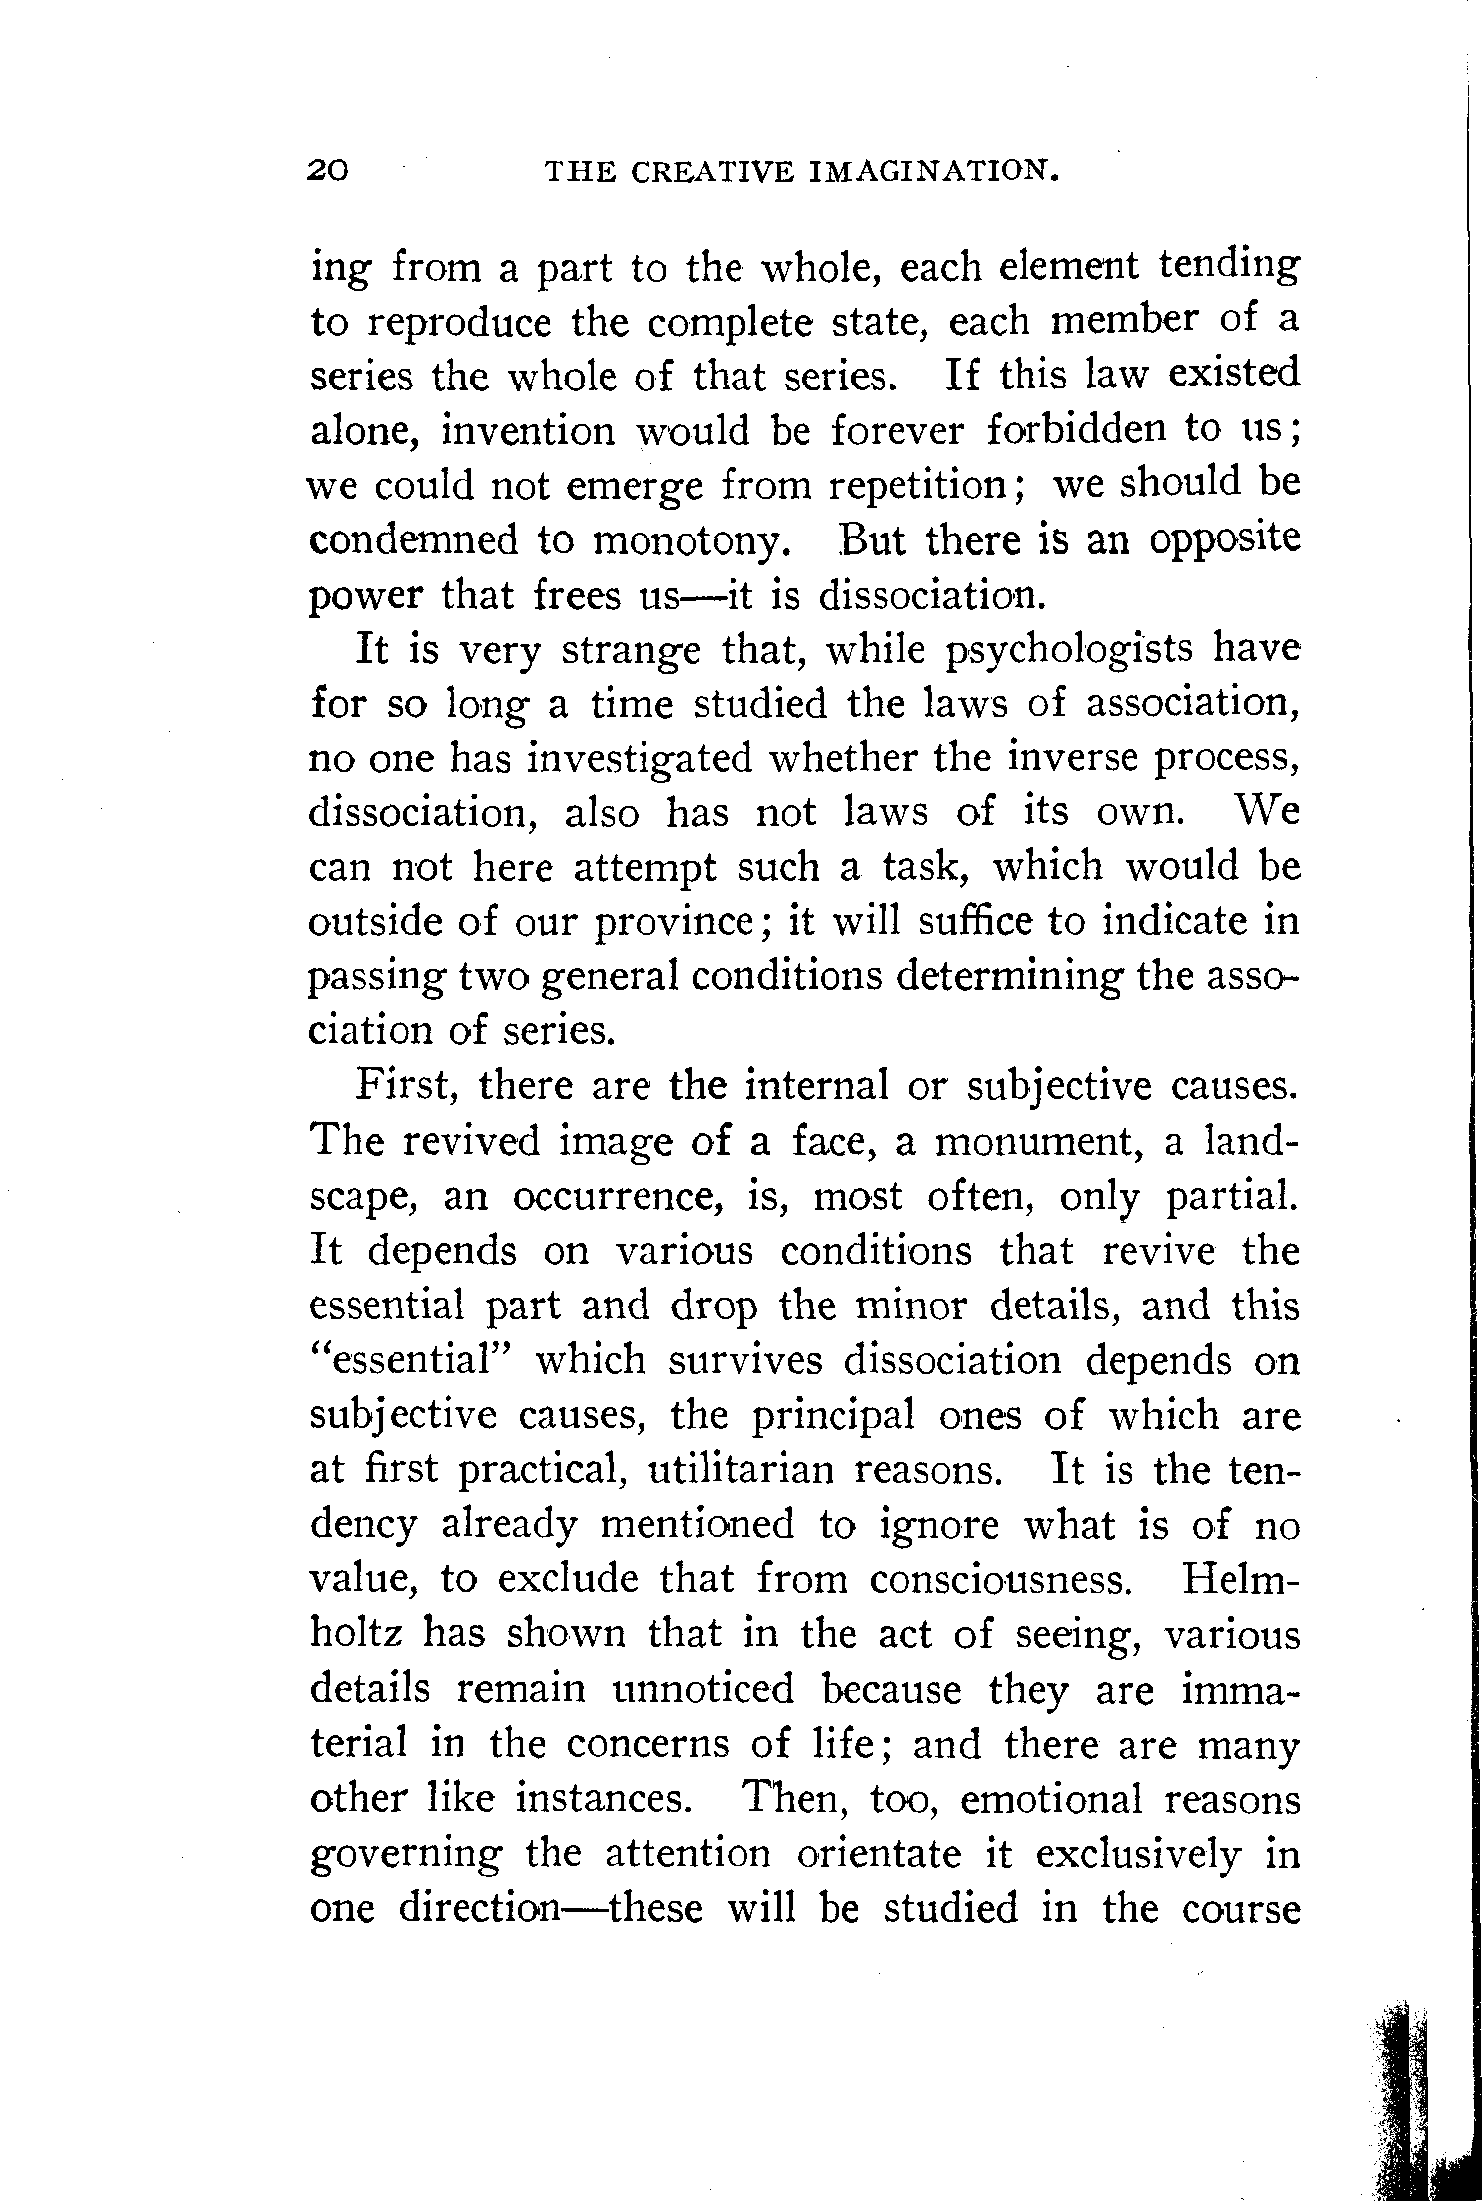 20 THE CREATIVE IMAGINATION.
ing from a part to the whole, each element tending
to reproduce the complete state, each member of a
series the whole of that series. If this law existed
alone, invention would be forever forbidden to us;
we could not emerge from repetition; we should be
condemned to monotony. But there is an opposite
power that frees us—it is dissociation.
It is very strange that, while psychologists have
for so long a time studied the laws of association,
no one has investigated whether the inverse process,
dissociation, also has not laws of its own. We
can not here attempt such a task, which would be
outside of our province; it will suffice to indicate in
passing two general conditions determining the asso-
ciation of series.
First, there are the internal or subjective causes.
The revived image of a face, a monument, a land-
scape, an occurrence, is, most often, only partial.
It depends on various conditions that revive the
essential part and drop the minor details, and this
“essential” which survives dissociation depends on
subjective causes, the principal ones of which are
at first practical, utilitarian reasons. It is the ten-
dency already mentioned to ignore what is of no
value, to exclude that from consciousness. Helm-
holtz has shown that in the act of seeing, various
details remain unnoticed because they are imma-
terial in the concerns of life; and there are many
other like instances. Then, too, emotional reasons
governing the attention orientate it exclusively in
one direction—these will be studied in the course